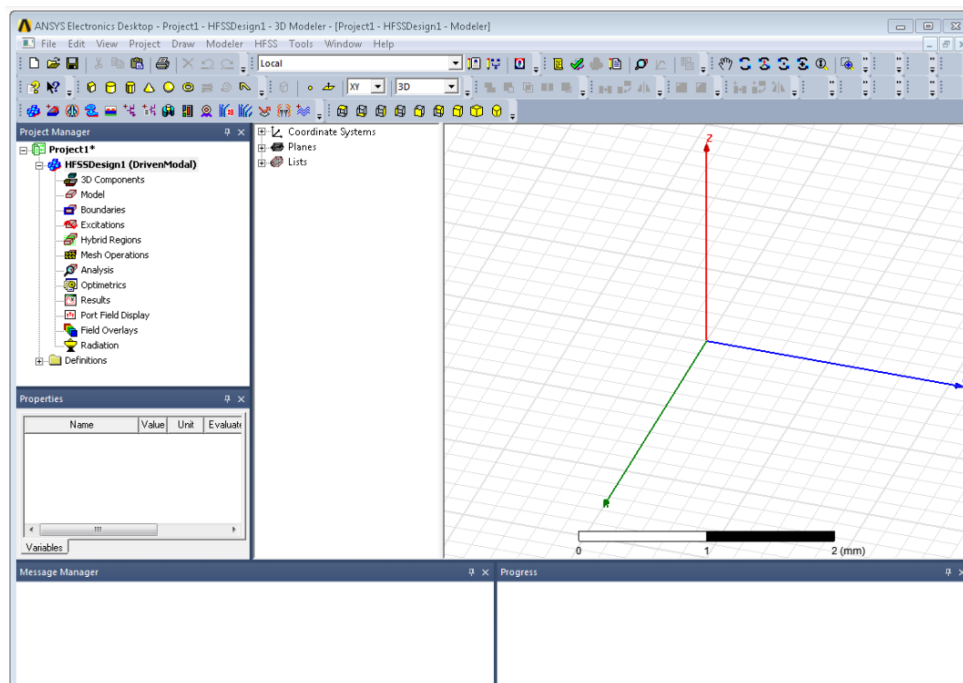 ANSYS Electronics Desktop - Project1 - HFSSDesign1 - 3D Modeler - [Project1 - HFSSDesign1 - Modeler]
File Edit View Project Draw Modeler HFSS Tools Window Help
Local
XY 3D
Project Manager
Project1*
HFSSDesign1 (DrivenModal)
3D Components
Model
Boundaries
Excitations
Hybrid Regions
Mesh Operations
Analysis
Optimetrics
Results
Port Field Display
Field Overlays
Radiation
Definitions
Coordinate Systems
Planes
Lists
Z
0 1 2 (mm)
Properties
Name Value Unit Evaluate
Variables
Message Manager
Progress